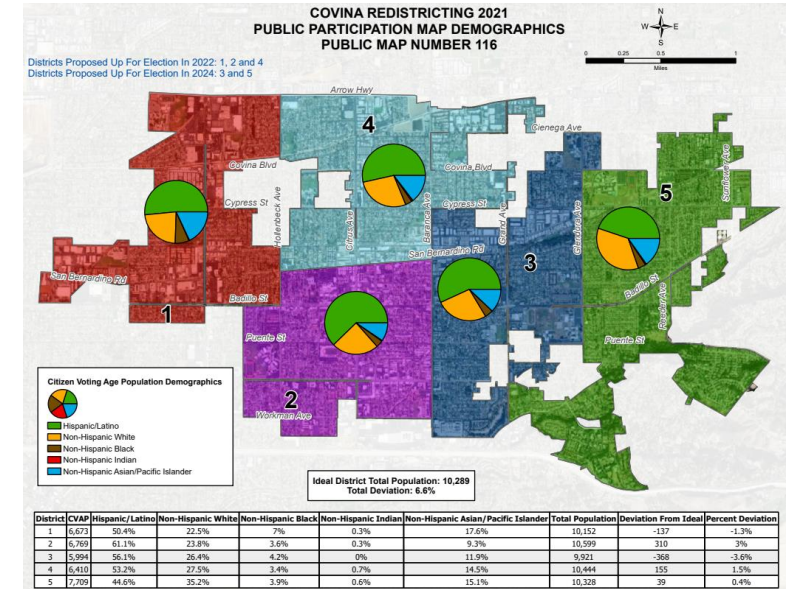 COVINA REDISTRICTING 2021
PUBLIC PARTICIPATION MAP DEMOGRAPHICS
PUBLIC MAP NUMBER 116
N
W E
S
0 0.25 0.5 1
Miles
Districts Proposed Up For Election In 2022: 1, 2 and 4
Districts Proposed Up For Election In 2024: 3 and 5
Arrow Hwy
4
Cienega Ave
Covina Blvd
Covina Blvd
Cypress St
Cypress St
Hollenbeck Ave
Citrus Ave
Barranca Ave
Grand Ave
Glendora Ave
Sunflower Ave
5
San Bernardino Rd
San Bernardino Rd
3
Badillo St
Badillo St
1
Reeder Ave
Puente St
Puente St
2
Workman Ave
Citizen Voting Age Population Demographics
Hispanic/Latino
Non-Hispanic White
Non-Hispanic Black
Non-Hispanic Indian
Non-Hispanic Asian/Pacific Islander
Ideal District Total Population: 10,289
Total Deviation: 6.6%
District CVAP Hispanic/Latino Non-Hispanic White Non-Hispanic Black Non-Hispanic Indian Non-Hispanic Asian/Pacific Islander Total Population Deviation From Ideal Percent Deviation
1 6,673 50.4% 22.5% 7% 0.3% 17.6% 10,152 -137 -1.3%
2 6,769 61.1% 23.8% 3.6% 0.3% 9.3% 10,599 310 3%
3 5,994 56.1% 26.4% 4.2% 0% 11.9% 9,921 -368 -3.6%
4 6,410 53.2% 27.5% 3.4% 0.7% 14.5% 10,444 155 1.5%
5 7,709 44.6% 35.2% 3.9% 0.6% 15.1% 10,328 39 0.4%